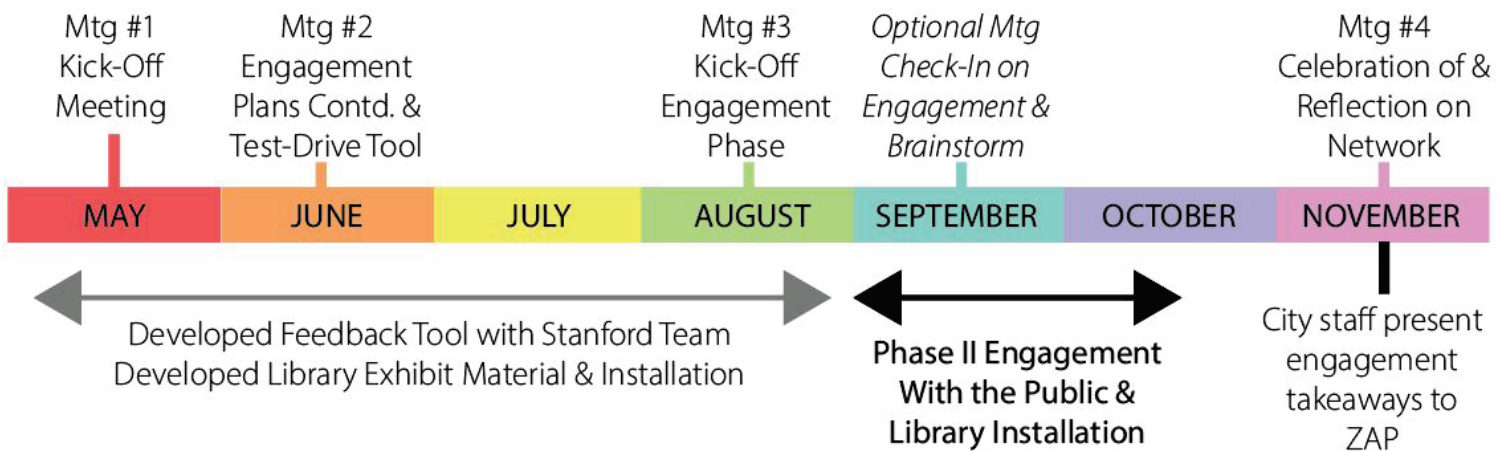 Mtg #1
Kick-Off
Meeting
Mtg #2
Engagement
Plans Contd. &
Test-Drive Tool
Mtg #3
Kick-Off
Engagement
Phase
Optional Mtg
Check-In on
Engagement &
Brainstorm
Mtg #4
Celebration of &
Reflection on
Network
MAY
JUNE
JULY
AUGUST
SEPTEMBER
OCTOBER
NOVEMBER
Developed Feedback Tool with Stanford Team
Developed Library Exhibit Material & Installation
Phase II Engagement
With the Public &
Library Installation
City staff present
engagement
takeaways to
ZAP